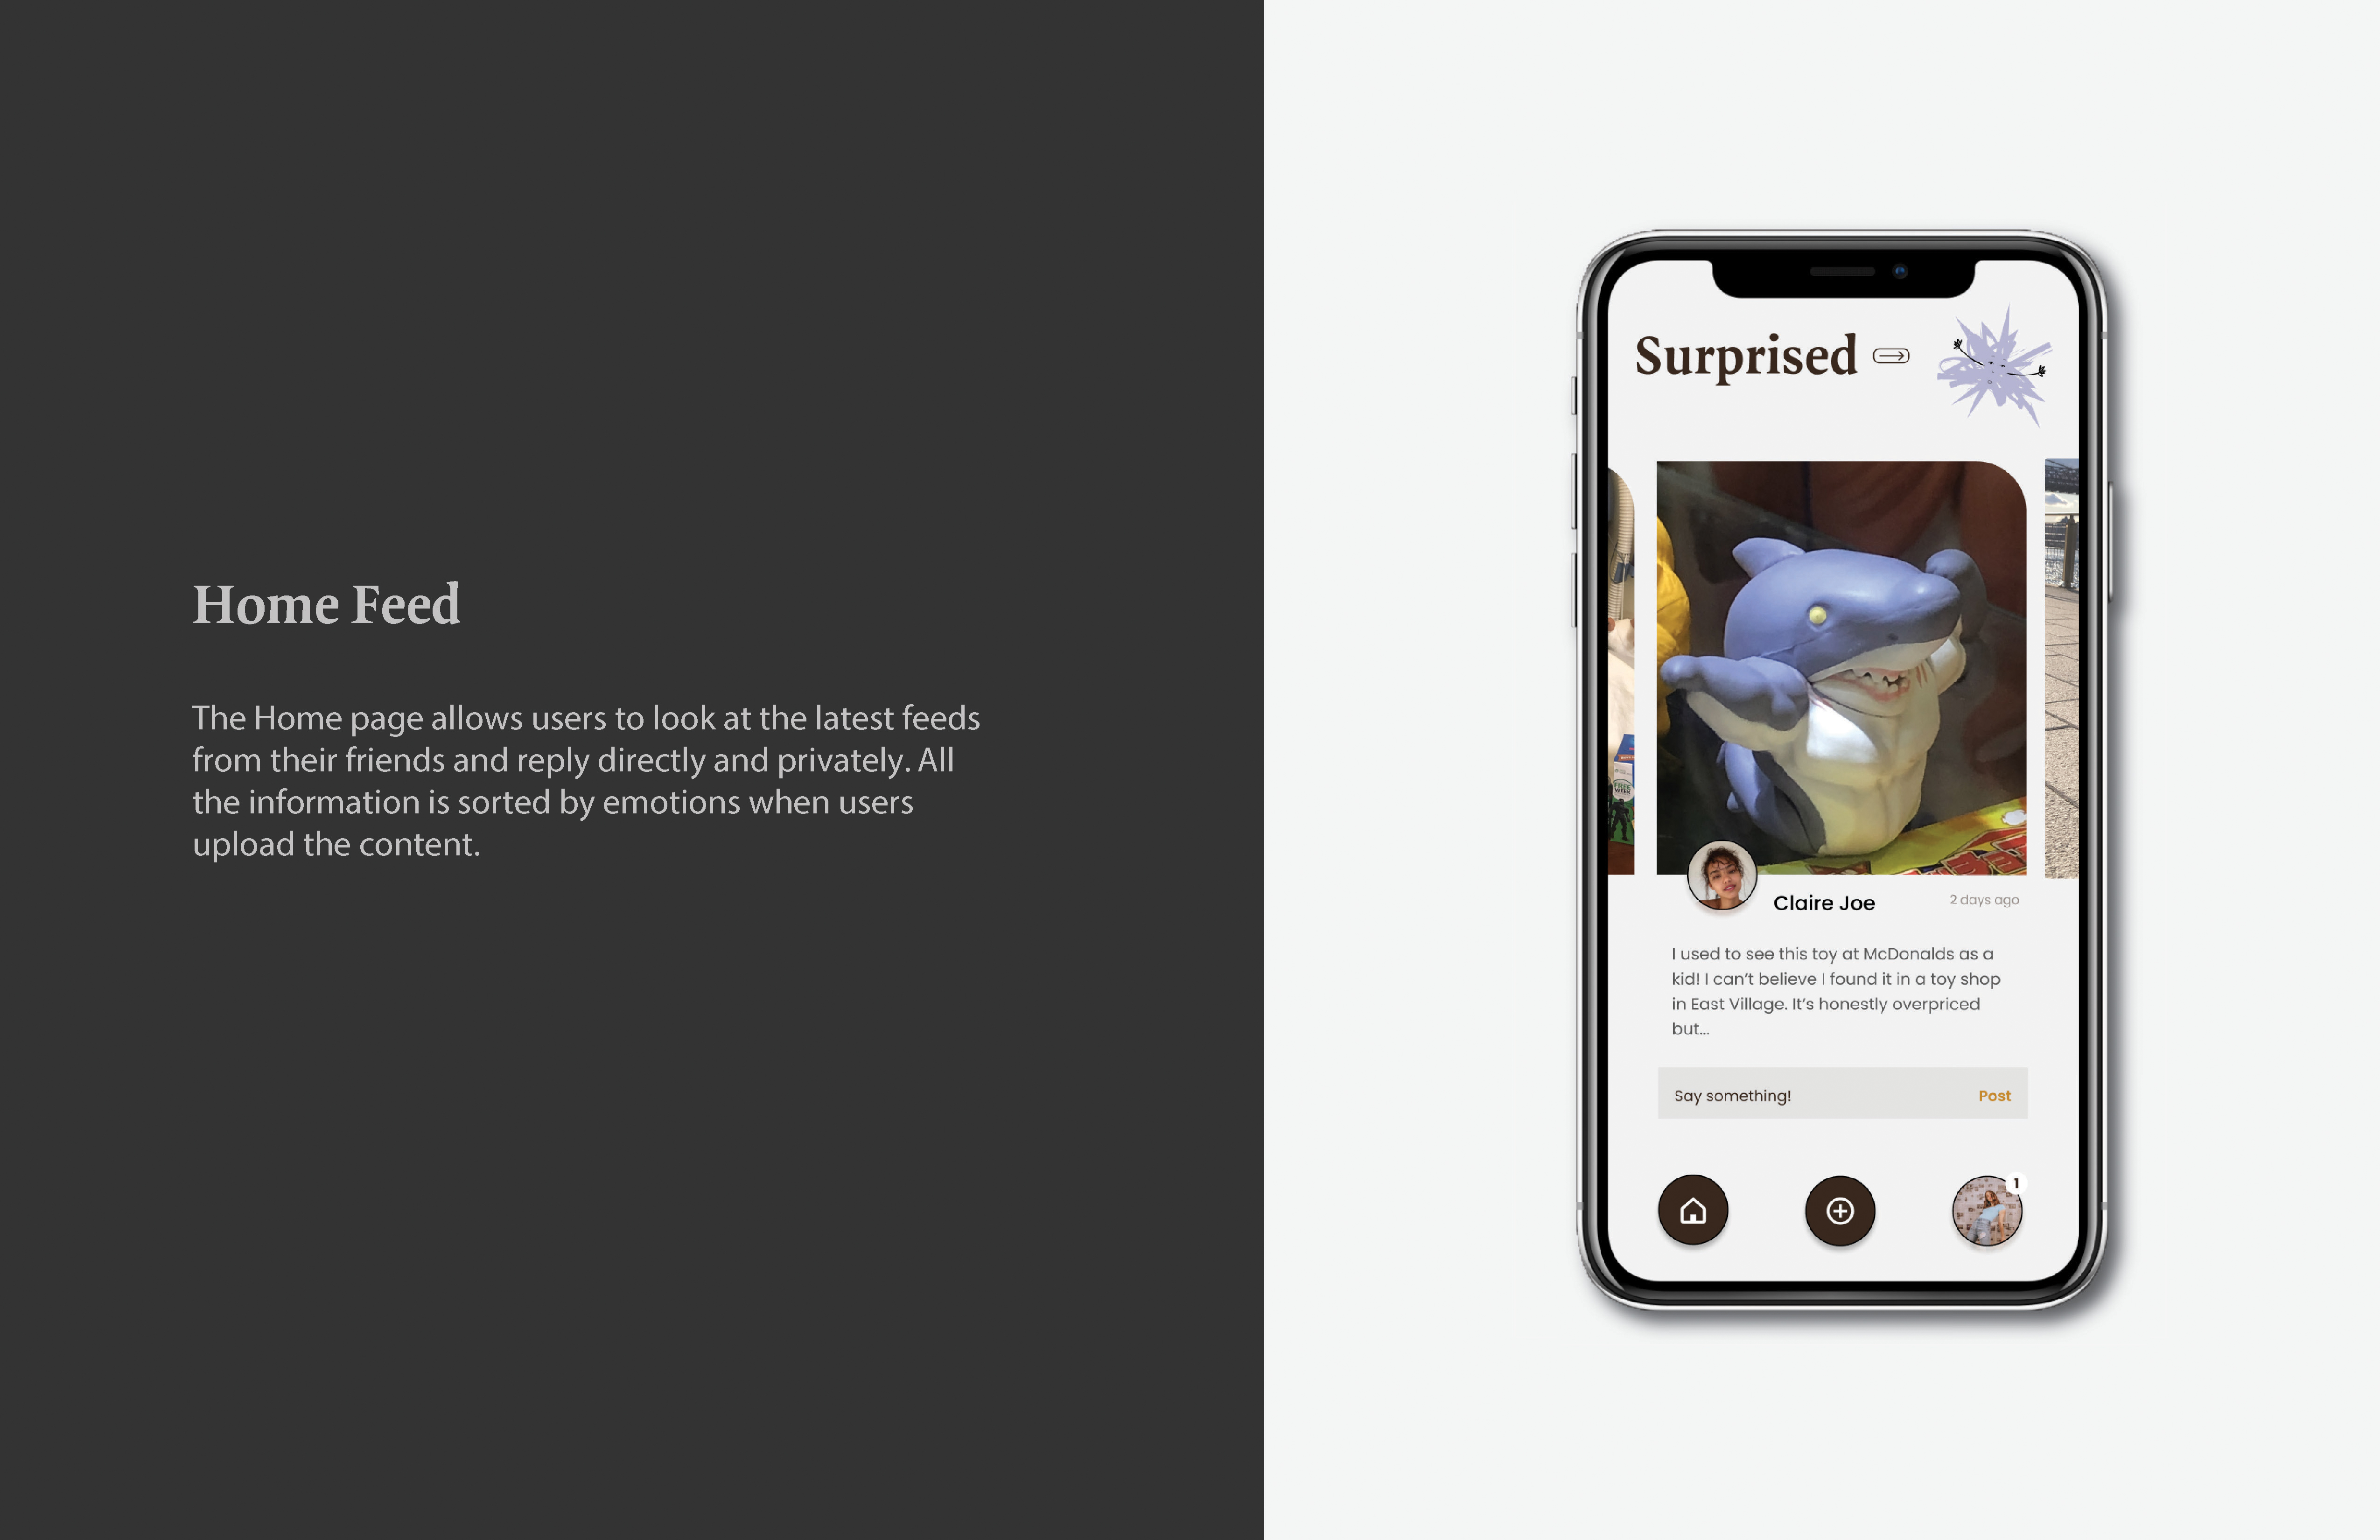 Home Feed
The Home page allows users to look at the latest feeds
from their friends and reply directly and privately. All
the information is sorted by emotions when users
upload the content.
Surprised
Claire Joe
2 days ago
I used to see this toy at McDonalds as a
kid! I can't believe I found it in a toy shop
in East Village. It's honestly overpriced
but...
Say something!
Post
1